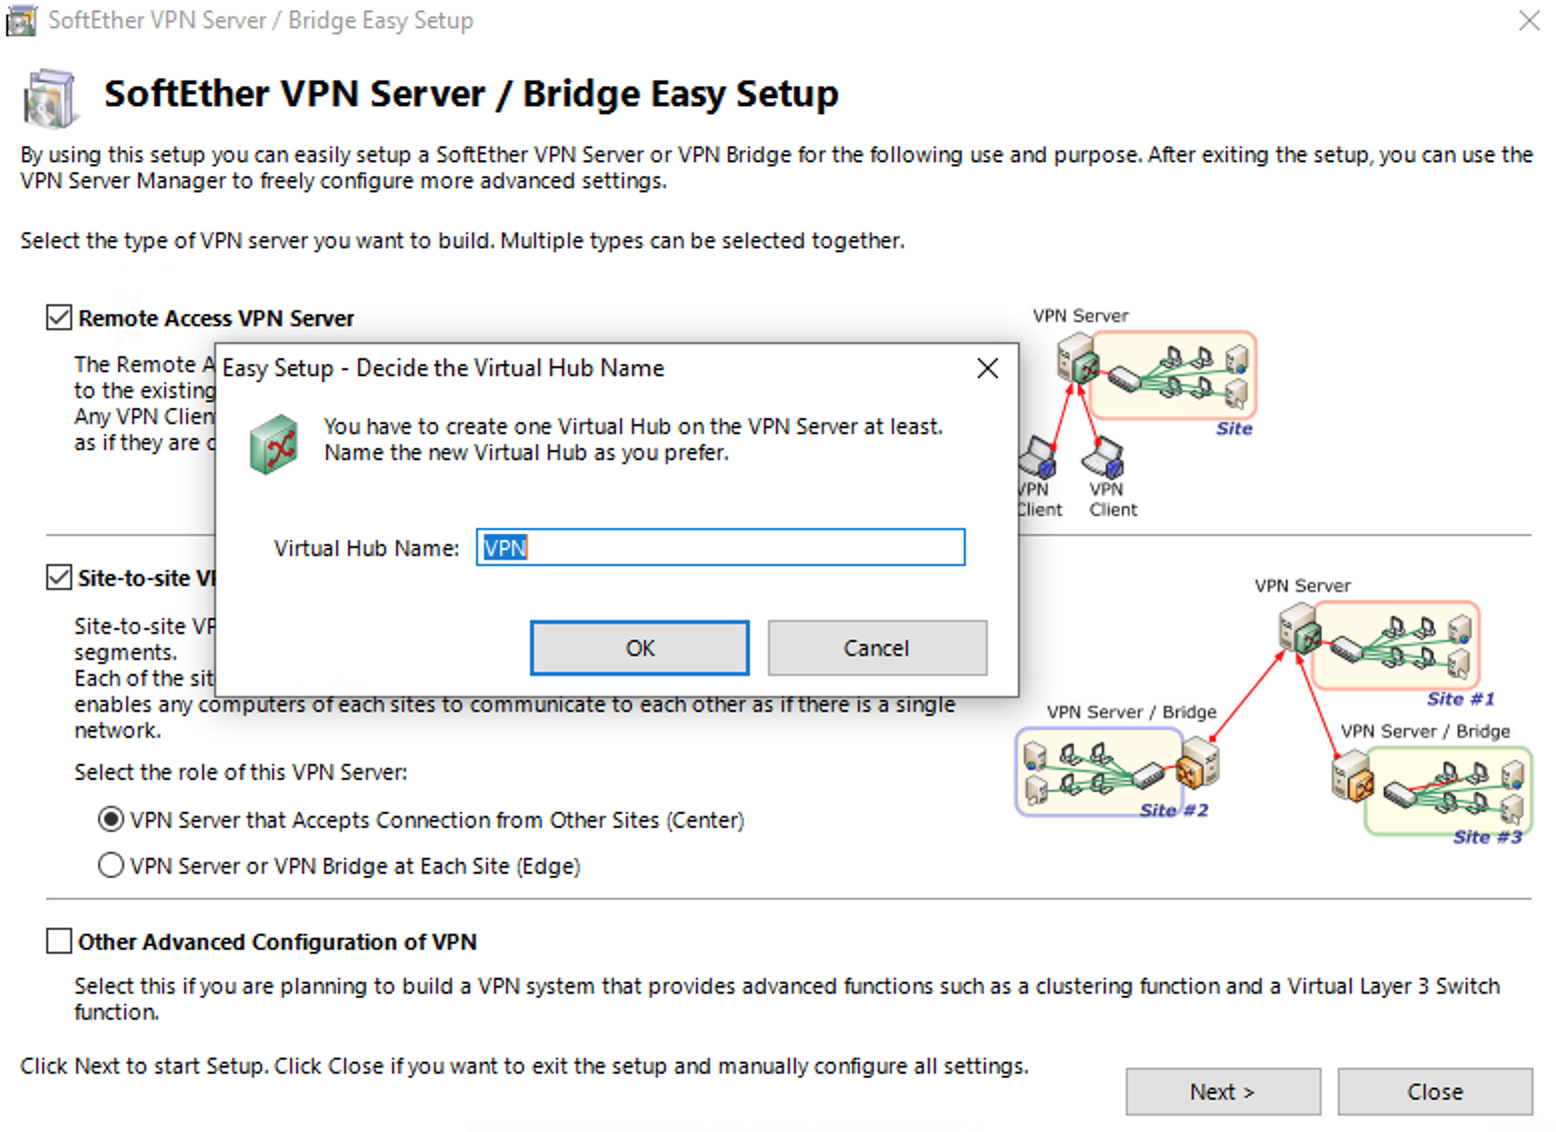 SoftEther VPN Server / Bridge Easy Setup
SoftEther VPN Server / Bridge Easy Setup
By using this setup you can easily setup a SoftEther VPN Server or VPN Bridge for the following use and purpose. After exiting the setup, you can use the
VPN Server Manager to freely configure more advanced settings.
Select the type of VPN server you want to build. Multiple types can be selected together.
Remote Access VPN Server
The Remote A
to the existing
Any VPN Clien
as if they are
VPN Server
Site
VPN
Client
VPN
Client
Easy Setup - Decide the Virtual Hub Name
You have to create one Virtual Hub on the VPN Server at least.
Name the new Virtual Hub as you prefer.
Virtual Hub Name:
VPN
OK
Cancel
Site-to-site VP
Site-to-site VP
segments.
Each of the sit
enables any computers of each sites to communicate to each other as if there is a single
network.
Select the role of this VPN Server:
VPN Server that Accepts Connection from Other Sites (Center)
VPN Server or VPN Bridge at Each Site (Edge)
VPN Server
Site #1
VPN Server / Bridge
Site #2
VPN Server / Bridge
Site #3
Other Advanced Configuration of VPN
Select this if you are planning to build a VPN system that provides advanced functions such as a clustering function and a Virtual Layer 3 Switch
function.
Click Next to start Setup. Click Close if you want to exit the setup and manually configure all settings.
Next >
Close